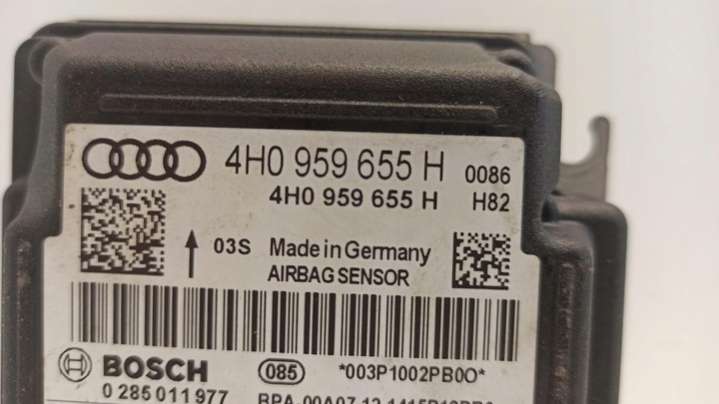 4H0 959 655 H 0086
4H0 959 655 H H82
03S Made in Germany
AIRBAG SENSOR
BOSCH 085 *003P1002PB0O*
0 285 011 977